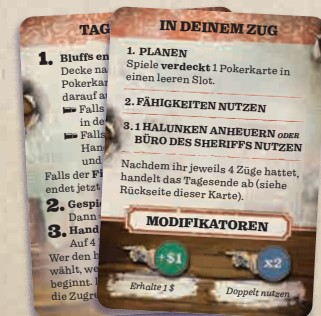 TAG
1. Bluffs en
Decke na
Pokerkar
darauf a
Falls
in de
Falls
Han
und
Falls der Fi
endet jetzt
2. Gespi
Dann
3. Hand
Auf 4
Wer den h
wählt, we
beginnt.
die Zugre
IN DEINEM ZUG
1. PLANEN
Spiele verdeckt 1 Pokerkarte in
einen leeren Slot.
2. FÄHIGKEITEN NUTZEN
3. 1 HALUNKEN ANHEUERN ODER
BÜRO DES SHERIFFS NUTZEN
Nachdem ihr jeweils 4 Züge hattet,
handelt das Tagesende ab (siehe
Rückseite dieser Karte).
MODIFIKATOREN
+$1
x2
Erhalte 1 $
Doppelt nutzen